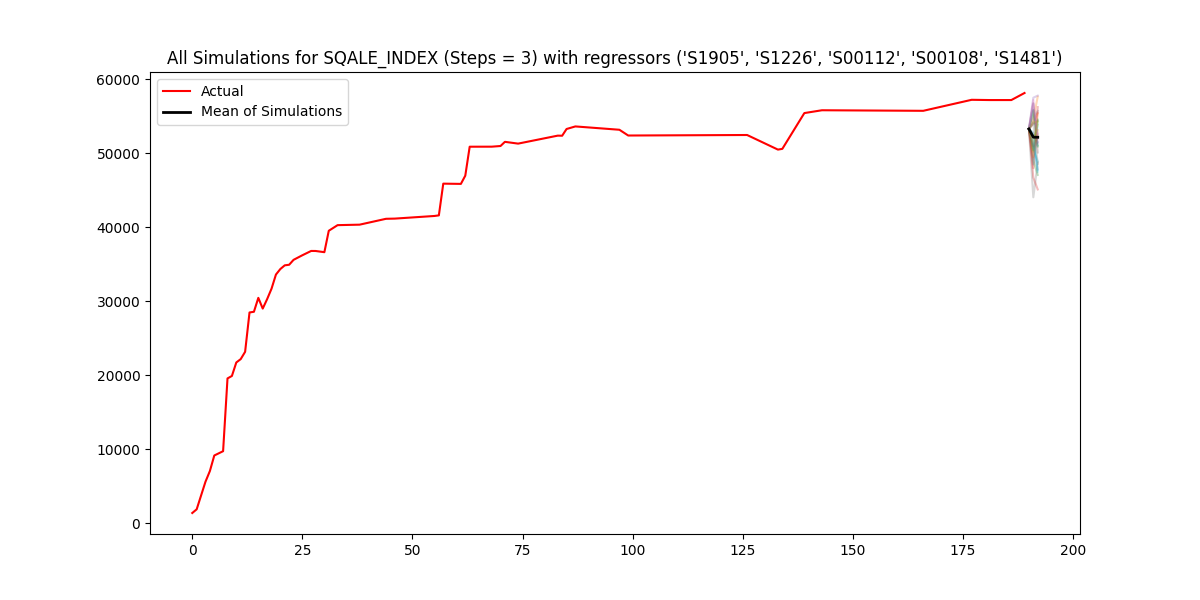 All Simulations for SQALE_INDEX (Steps = 3) with regressors ('S1905', 'S1226', 'S00112', 'S00108', 'S1481')
Actual
Mean of Simulations
60000
50000
40000
30000
20000
10000
0
0 25 50 75 100 125 150 175 200